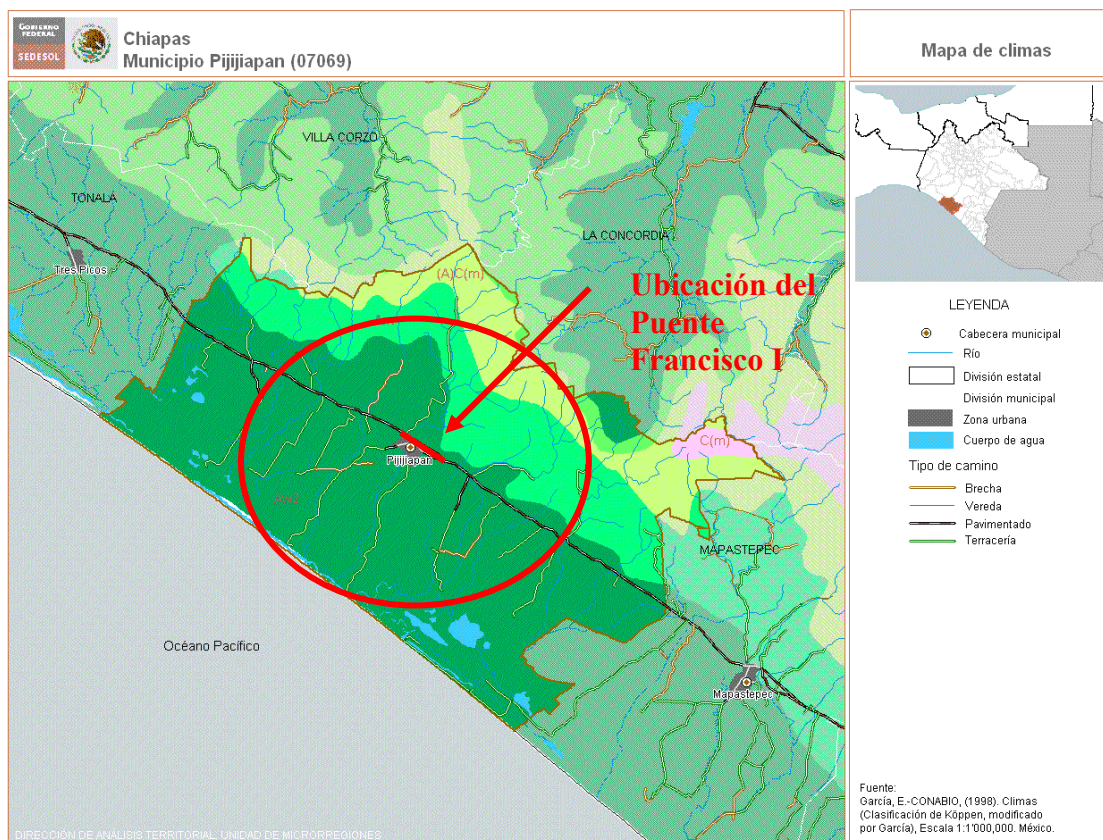 GOBIERNO
FEDERAL
SEDESOL
Chiapas
Municipio Pijijiapan (07069)
Mapa de climas
VILLA CORZO
TONALA
LA CONCORDIA
Tres Picos
(A)C(m)
Ubicación del
Puente
Francisco I
C(m)
Pijijiapan
Aw2
MAPASTEPEC
Océano Pacífico
Mapastepec
DIRECCIÓN DE ANÁLISIS TERRITORIAL, UNIDAD DE MICRORREGIONES
LEYENDA
Cabecera municipal
Río
División estatal
División municipal
Zona urbana
Cuerpo de agua
Tipo de camino
Brecha
Vereda
Pavimentado
Terracería
Fuente:
García, E.-CONABIO, (1998). Climas
(Clasificación de Köppen, modificado
por García), Escala 1:1'000,000. México.